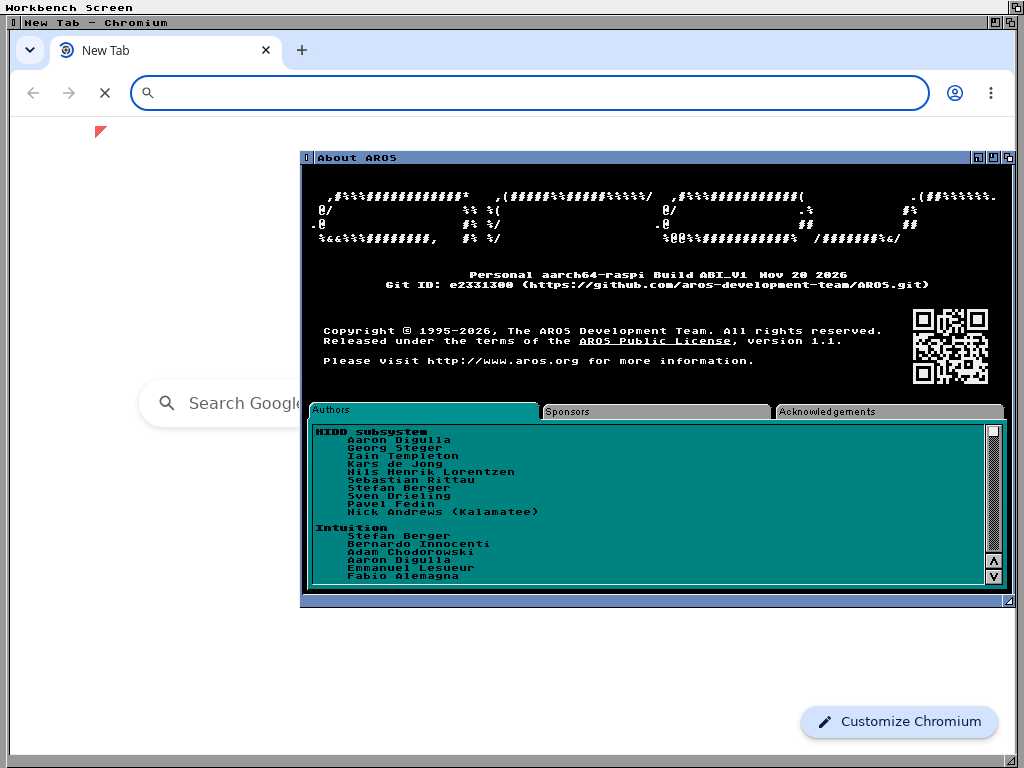 Workbench Screen
New Tab - Chromium
New Tab
About AROS
Personal aarch64-raspi Build ABI_V1 Nov 20 2026
Git ID: e2331300 (https://github.com/aros-development-team/AROS.git)
Copyright © 1995-2026, The AROS Development Team. All rights reserved.
Released under the terms of the AROS Public License, version 1.1.
Please visit http://www.aros.org for more information.
Search Google
Authors
Sponsors
Acknowledgements
HIDD subsystem
Aaron Digulla
Georg Steger
Iain Templeton
Kars de Jong
Nils Henrik Lorentzen
Sebastian Rittau
Stefan Berger
Sven Drieling
Pavel Fedin
Nick Andrews (Kalamatee)
Intuition
Stefan Berger
Bernardo Innocenti
Adam Chodorowski
Aaron Digulla
Emmanuel Lesueur
Fabio Alemagna
Customize Chromium